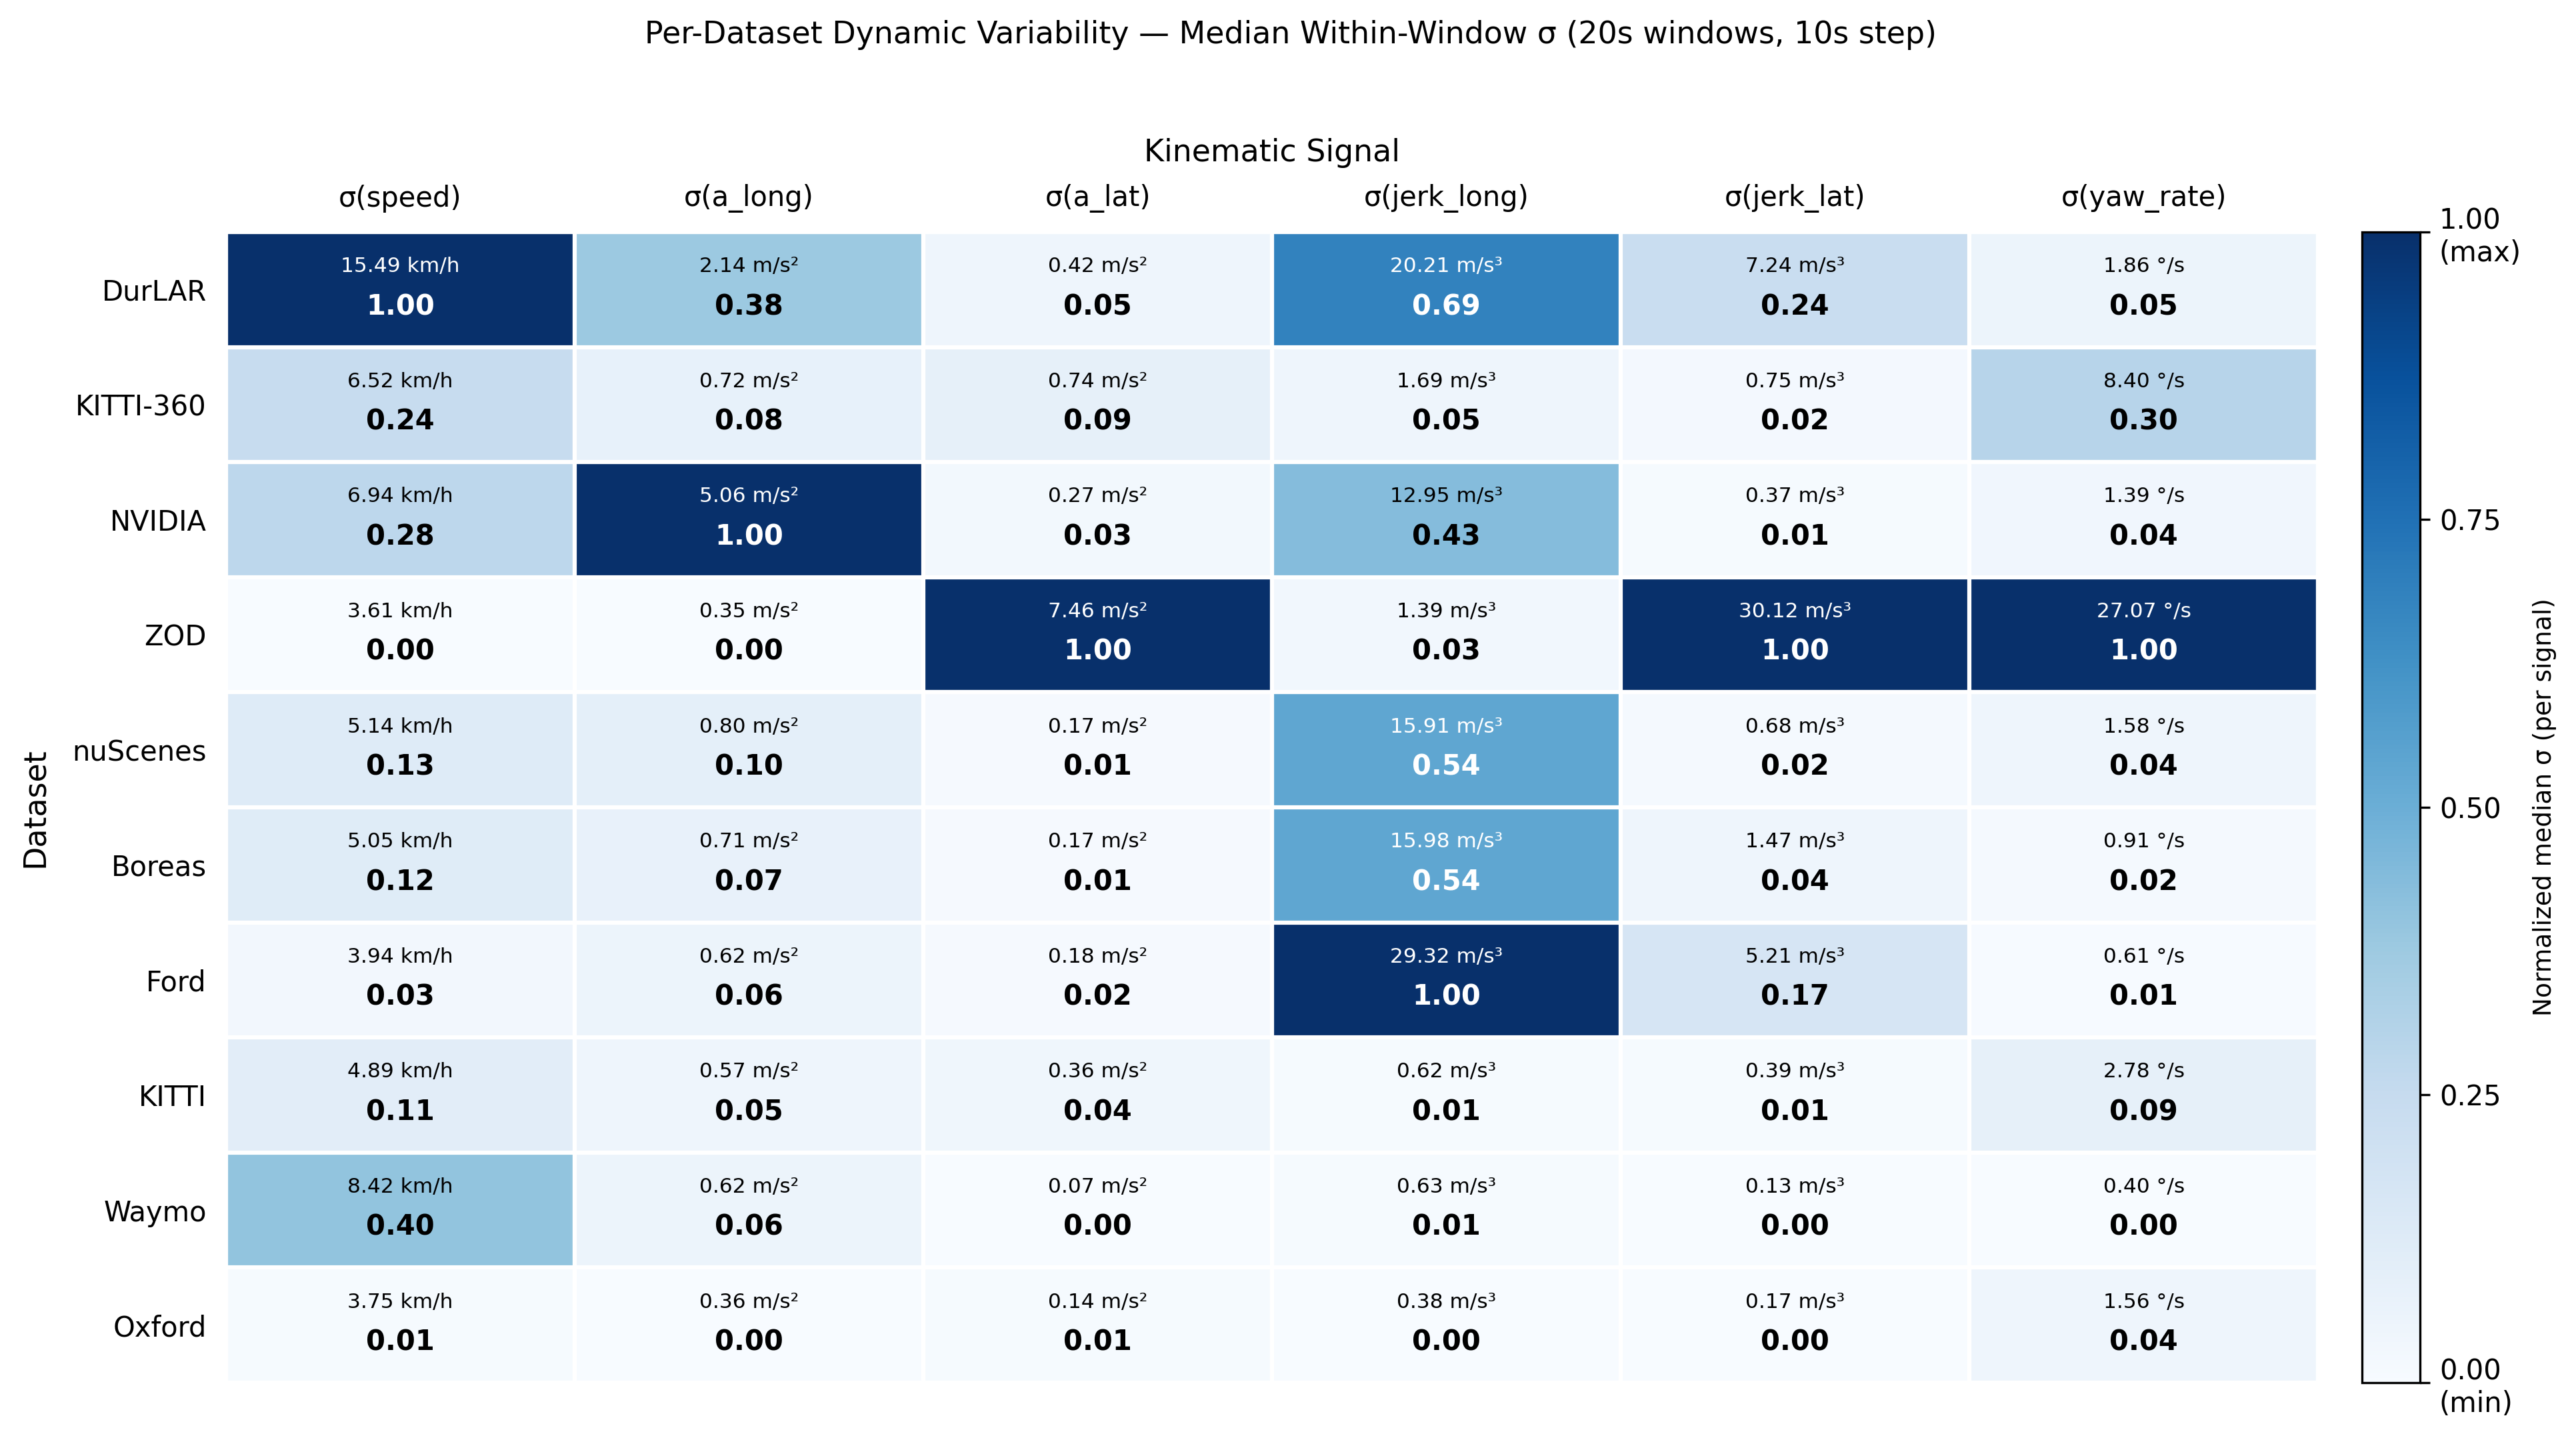 Per-Dataset Dynamic Variability — Median Within-Window σ (20s windows, 10s step)
Kinematic Signal
σ(speed) σ(a_long) σ(a_lat) σ(jerk_long) σ(jerk_lat) σ(yaw_rate)
Dataset
DurLAR
15.49 km/h 2.14 m/s² 0.42 m/s² 20.21 m/s³ 7.24 m/s³ 1.86 °/s
1.00 0.38 0.05 0.69 0.24 0.05
KITTI-360
6.52 km/h 0.72 m/s² 0.74 m/s² 1.69 m/s³ 0.75 m/s³ 8.40 °/s
0.24 0.08 0.09 0.05 0.02 0.30
NVIDIA
6.94 km/h 5.06 m/s² 0.27 m/s² 12.95 m/s³ 0.37 m/s³ 1.39 °/s
0.28 1.00 0.03 0.43 0.01 0.04
ZOD
3.61 km/h 0.35 m/s² 7.46 m/s² 1.39 m/s³ 30.12 m/s³ 27.07 °/s
0.00 0.00 1.00 0.03 1.00 1.00
nuScenes
5.14 km/h 0.80 m/s² 0.17 m/s² 15.91 m/s³ 0.68 m/s³ 1.58 °/s
0.13 0.10 0.01 0.54 0.02 0.04
Boreas
5.05 km/h 0.71 m/s² 0.17 m/s² 15.98 m/s³ 1.47 m/s³ 0.91 °/s
0.12 0.07 0.01 0.54 0.04 0.02
Ford
3.94 km/h 0.62 m/s² 0.18 m/s² 29.32 m/s³ 5.21 m/s³ 0.61 °/s
0.03 0.06 0.02 1.00 0.17 0.01
KITTI
4.89 km/h 0.57 m/s² 0.36 m/s² 0.62 m/s³ 0.39 m/s³ 2.78 °/s
0.11 0.05 0.04 0.01 0.01 0.09
Waymo
8.42 km/h 0.62 m/s² 0.07 m/s² 0.63 m/s³ 0.13 m/s³ 0.40 °/s
0.40 0.06 0.00 0.01 0.00 0.00
Oxford
3.75 km/h 0.36 m/s² 0.14 m/s² 0.38 m/s³ 0.17 m/s³ 1.56 °/s
0.01 0.00 0.01 0.00 0.00 0.04
1.00
(max)
0.75
0.50
0.25
0.00
(min)
Normalized median σ (per signal)